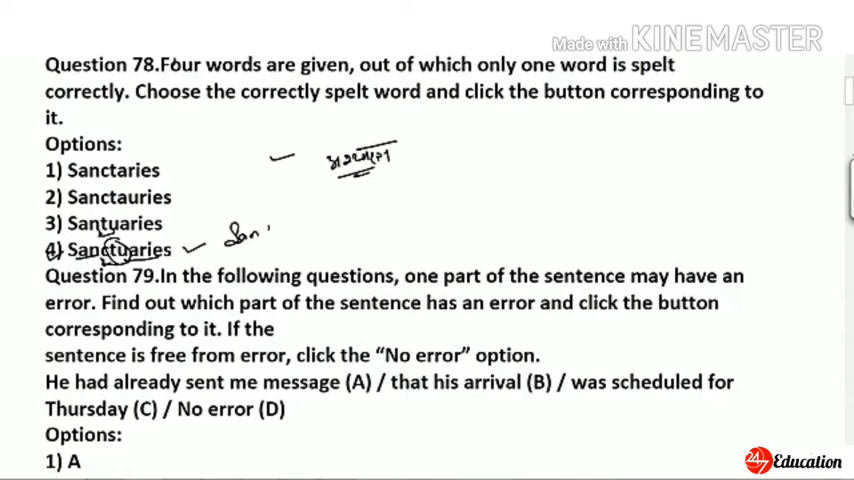 Made with KINEMASTER
Question 78.Four words are given, out of which only one word is spelt
correctly. Choose the correctly spelt word and click the button corresponding to
it.
Options:
1) Sanctaries
2) Sanctauries
3) Santuaries
4) Sanctuaries
San
Question 79.In the following questions, one part of the sentence may have an
error. Find out which part of the sentence has an error and click the button
corresponding to it. If the
sentence is free from error, click the “No error” option.
He had already sent me message (A) / that his arrival (B) / was scheduled for
Thursday (C) / No error (D)
Options:
1) A
24/7 Education